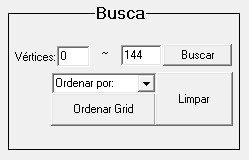 Busca
Vértices: 0 ~ 144 Buscar
Ordenar por:
Ordenar Grid Limpar